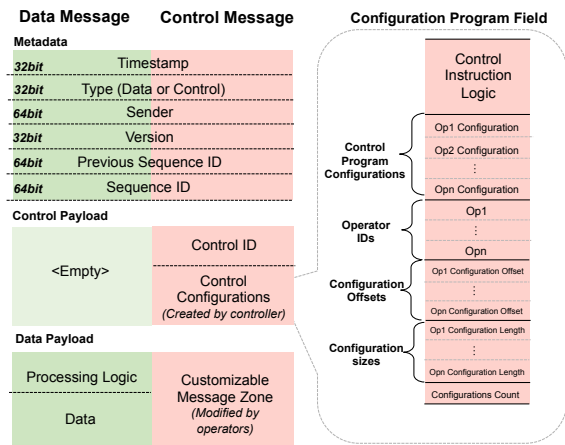 Data Message
Control Message
Metadata
32bit
Timestamp
32bit
Type (Data or Control)
64bit
Sender
32bit
Version
64bit
Previous Sequence ID
64bit
Sequence ID
Control Payload
<Empty>
Control ID
Control
Configurations
(Created by controller)
Data Payload
Processing Logic
Data
Customizable
Message Zone
(Modified by
operators)
Configuration Program Field
Control
Instruction
Logic
Control
Program
Configurations
Op1 Configuration
Op2 Configuration
⋮
Opn Configuration
Operator
IDs
Op1
⋮
Opn
Configuration
Offsets
Op1 Configuration Offset
⋮
Opn Configuration Offset
Configuration
sizes
Op1 Configuration Length
⋮
Opn Configuration Length
Configurations Count